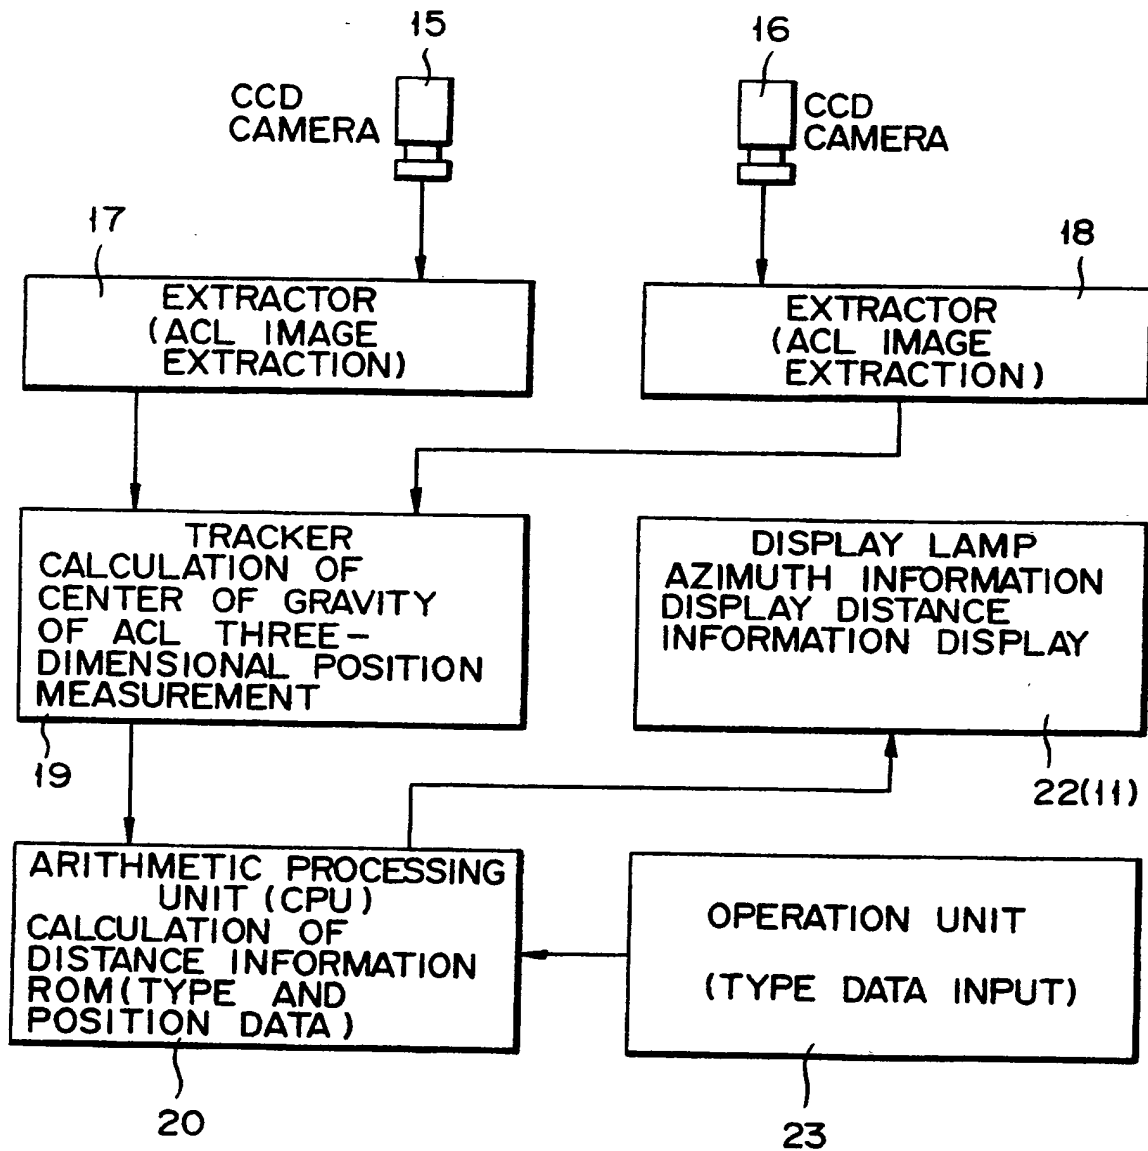 15
16
CCD
CAMERA
CCD
CAMERA
17
18
EXTRACTOR
(ACL IMAGE
EXTRACTION)
EXTRACTOR
(ACL IMAGE
EXTRACTION)
TRACKER
CALCULATION OF
CENTER OF GRAVITY
OF ACL THREE-
DIMENSIONAL POSITION
MEASUREMENT
19
DISPLAY LAMP
AZIMUTH INFORMATION
DISPLAY DISTANCE
INFORMATION DISPLAY
22(11)
ARITHMETIC PROCESSING
UNIT (CPU)
CALCULATION OF
DISTANCE INFORMATION
ROM(TYPE AND
POSITION DATA)
20
OPERATION UNIT
(TYPE DATA INPUT)
23